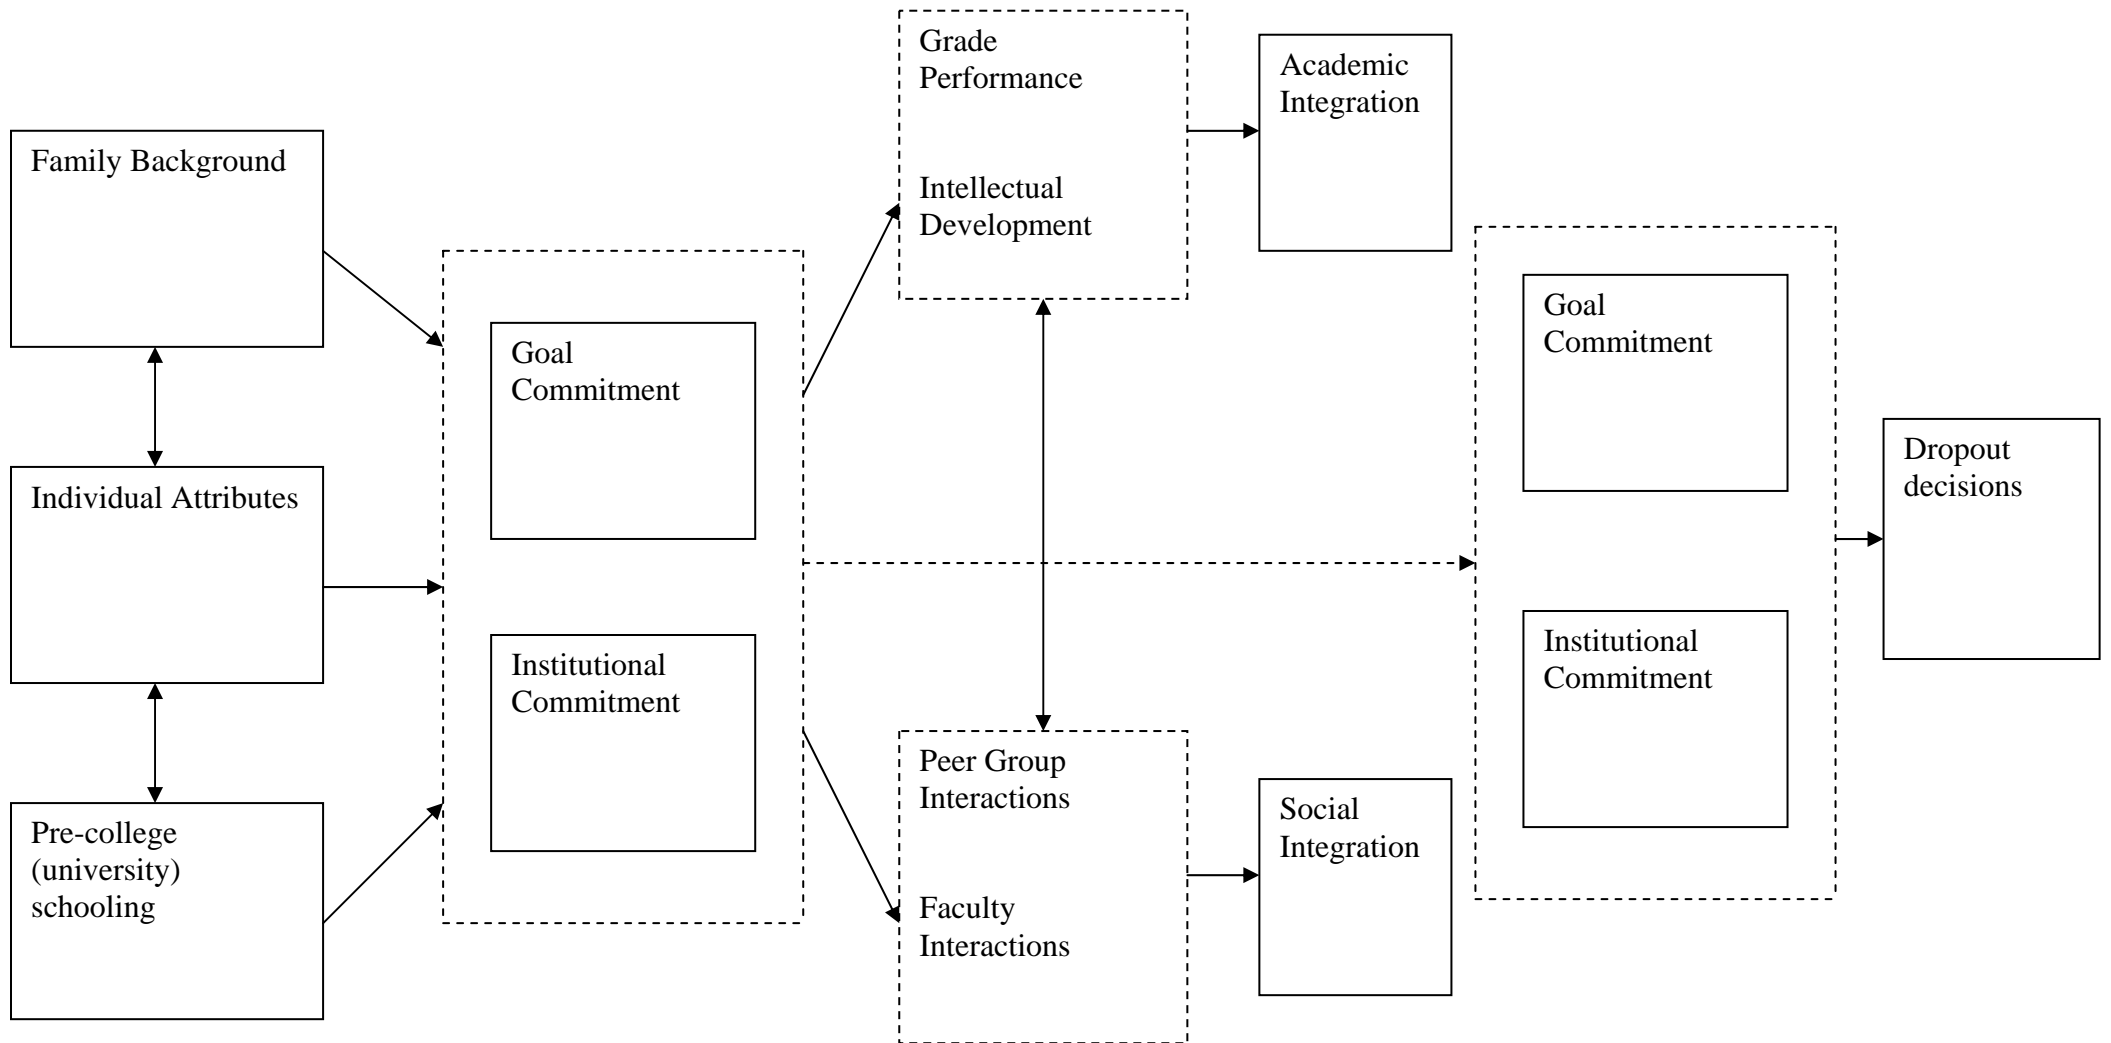 Family Background
Individual Attributes
Pre-college
(university)
schooling
Goal
Commitment
Institutional
Commitment
Grade
Performance
Intellectual
Development
Peer Group
Interactions
Faculty
Interactions
Academic
Integration
Social
Integration
Goal
Commitment
Institutional
Commitment
Dropout
decisions